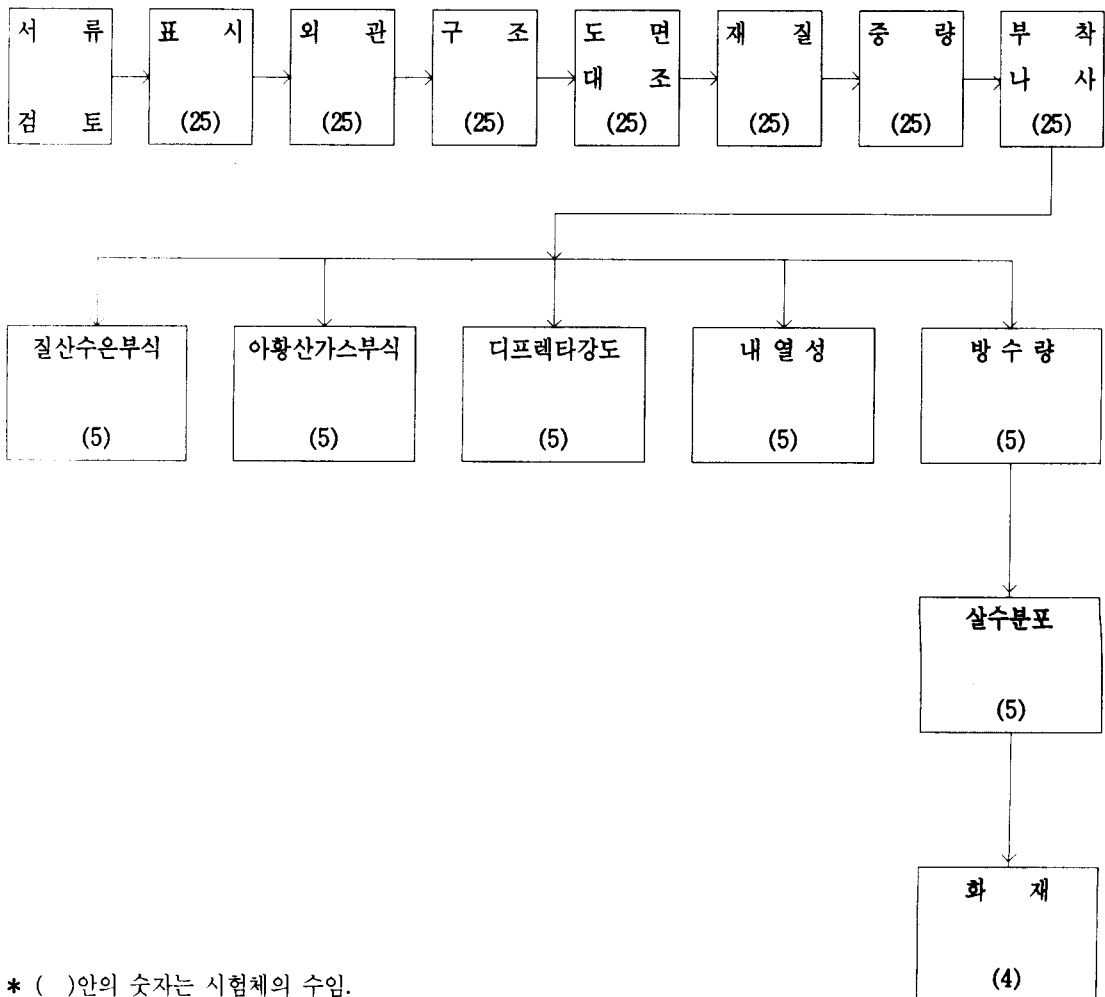 서 류
검 토
표 시
(25)
외 관
(25)
구 조
(25)
도 면
대 조
(25)
재 질
(25)
중 량
(25)
부 착
나 사
(25)
질산수은부식
(5)
아황산가스부식
(5)
디프렉타강도
(5)
내 열 성
(5)
방 수 량
(5)
살수분포
(5)
화 재
(4)
* ( )안의 숫자는 시험체의 수임.